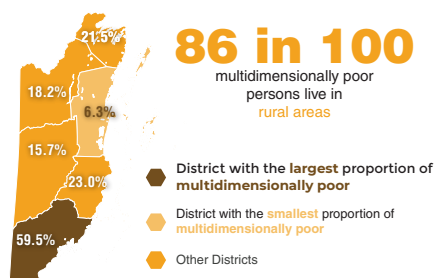 86 in 100
multidimensionally poor
persons live in
rural areas
21.5%
18.2%
6.3%
15.7%
23.0%
59.5%
District with the largest proportion of
multidimensionally poor
District with the smallest proportion of
multidimensionally poor
Other Districts